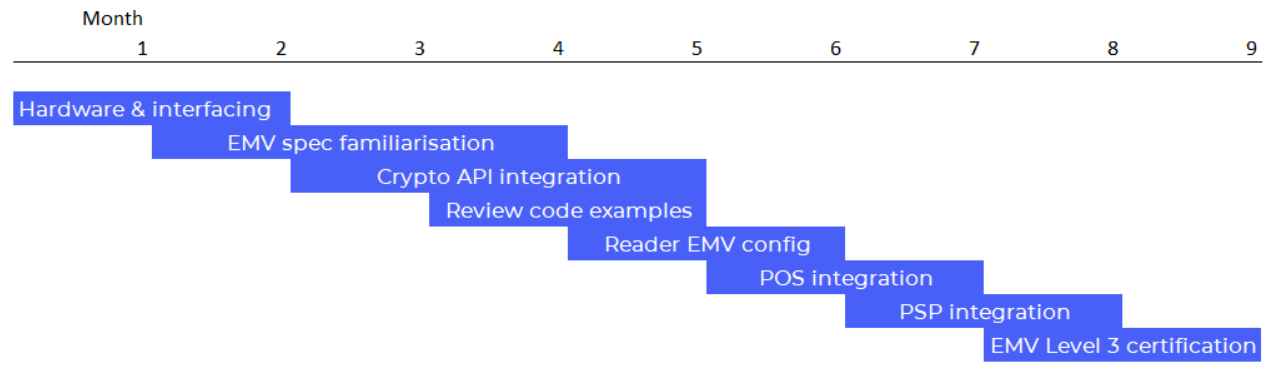 Month
1 2 3 4 5 6 7 8 9
Hardware & interfacing
EMV spec familiarisation
Crypto API integration
Review code examples
Reader EMV config
POS integration
PSP integration
EMV Level 3 certification